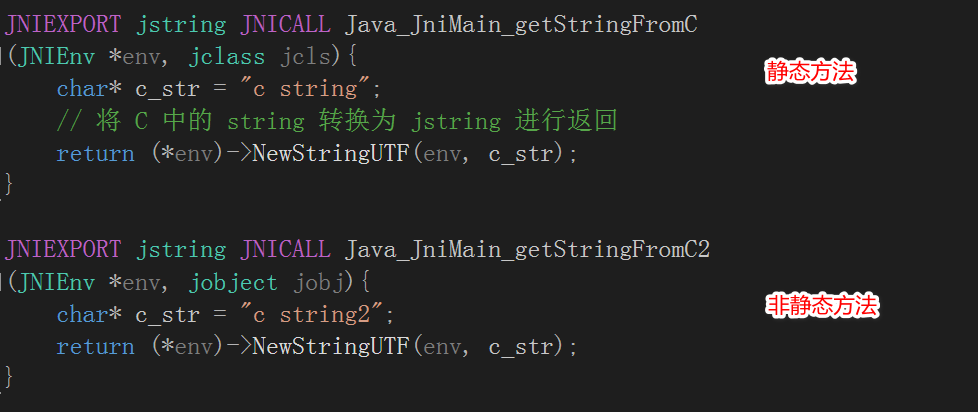 JNIEXPORT jstring JNICALL Java_JniMain_getStringFromC
(JNIEnv *env, jclass jcls){
静态方法
    char* c_str = "c string";
    // 将 C 中的 string 转换为 jstring 进行返回
    return (*env)->NewStringUTF(env, c_str);
}
JNIEXPORT jstring JNICALL Java_JniMain_getStringFromC2
(JNIEnv *env, jobject jobj){
非静态方法
    char* c_str = "c string2";
    return (*env)->NewStringUTF(env, c_str);
}